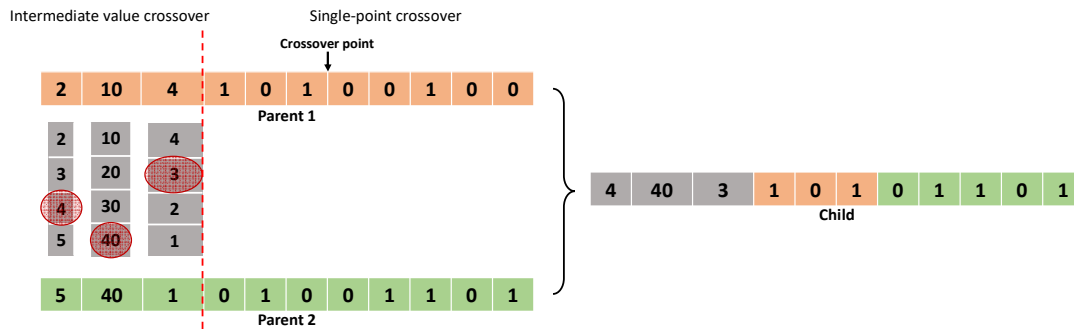 Intermediate value crossover
Single-point crossover
Crossover point
2 10 4 1 0 1 0 0 1 0 0
Parent 1
2 10 4
3 20 3
4 30 2
5 40 1
5 40 1 0 1 0 0 1 1 0 1
Parent 2
4 40 3 1 0 1 0 1 1 0 1
Child